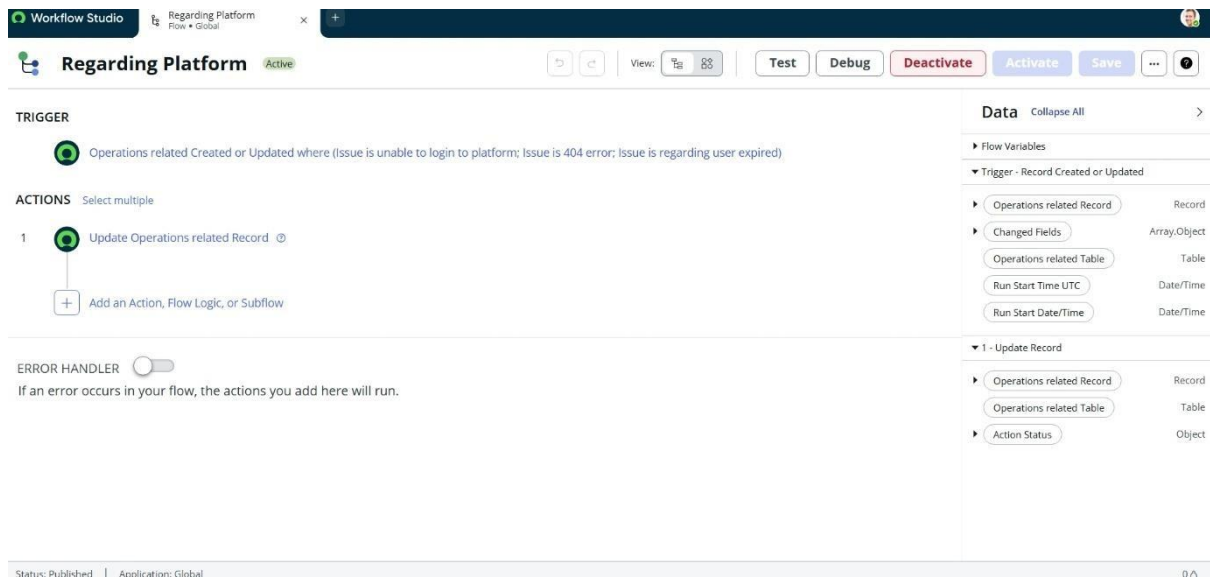 Workflow Studio
Regarding Platform
Flow • Global
Regarding Platform Active
View:
Test
Debug
Deactivate
Activate
Save
TRIGGER
Operations related Created or Updated where (Issue is unable to login to platform; Issue is 404 error; Issue is regarding user expired)
ACTIONS Select multiple
1 Update Operations related Record
Add an Action, Flow Logic, or Subflow
ERROR HANDLER
If an error occurs in your flow, the actions you add here will run.
Data Collapse All
Flow Variables
Trigger - Record Created or Updated
Operations related Record Record
Changed Fields Array.Object
Operations related Table Table
Run Start Time UTC Date/Time
Run Start Date/Time Date/Time
1 - Update Record
Operations related Record Record
Operations related Table Table
Action Status Object
Status: Published | Application: Global